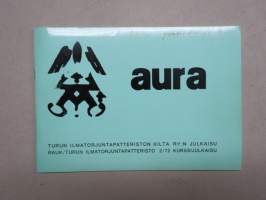 aura
TURUN ILMATORJUNTAPATTERISTON KILTA RY:N JULKAISU
RAUK/TURUN ILMATORJUNTAPATTERISTO 2/72 KURSSIJULKAISU